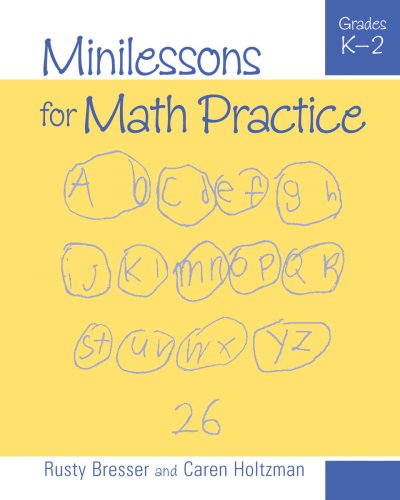 Grades
K–2
Minilessons
for Math Practice
A b C d e f g h
i J K l m n O P Q R
S t U V W X Y Z
26
Rusty Bresser and Caren Holtzman